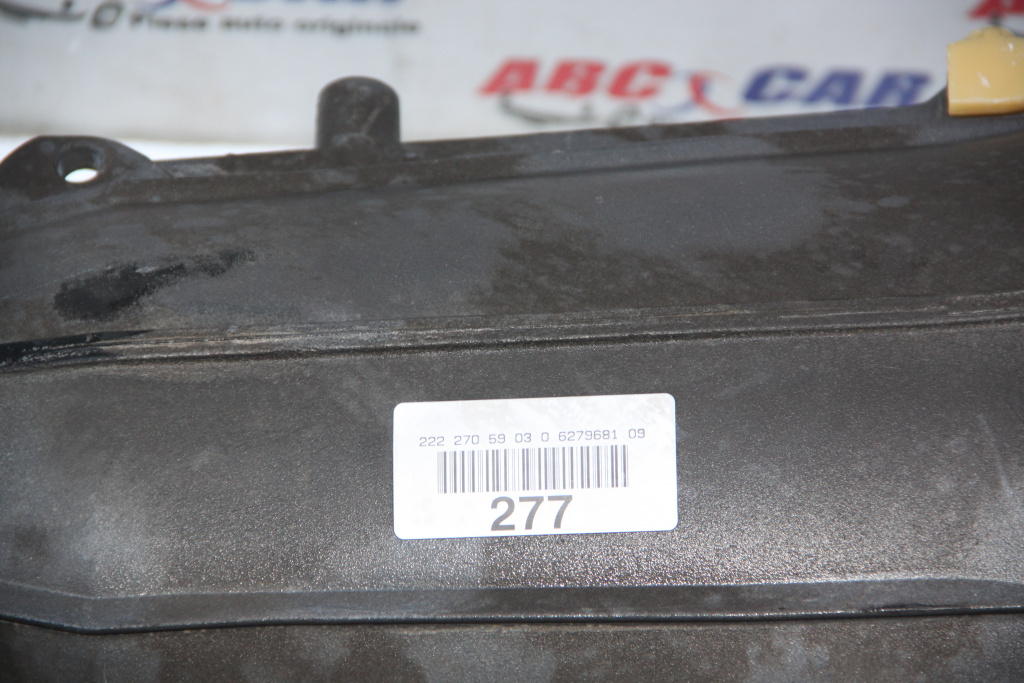 Piese auto originale
ABC CAR
222 270 59 03 0 6279681 09
277